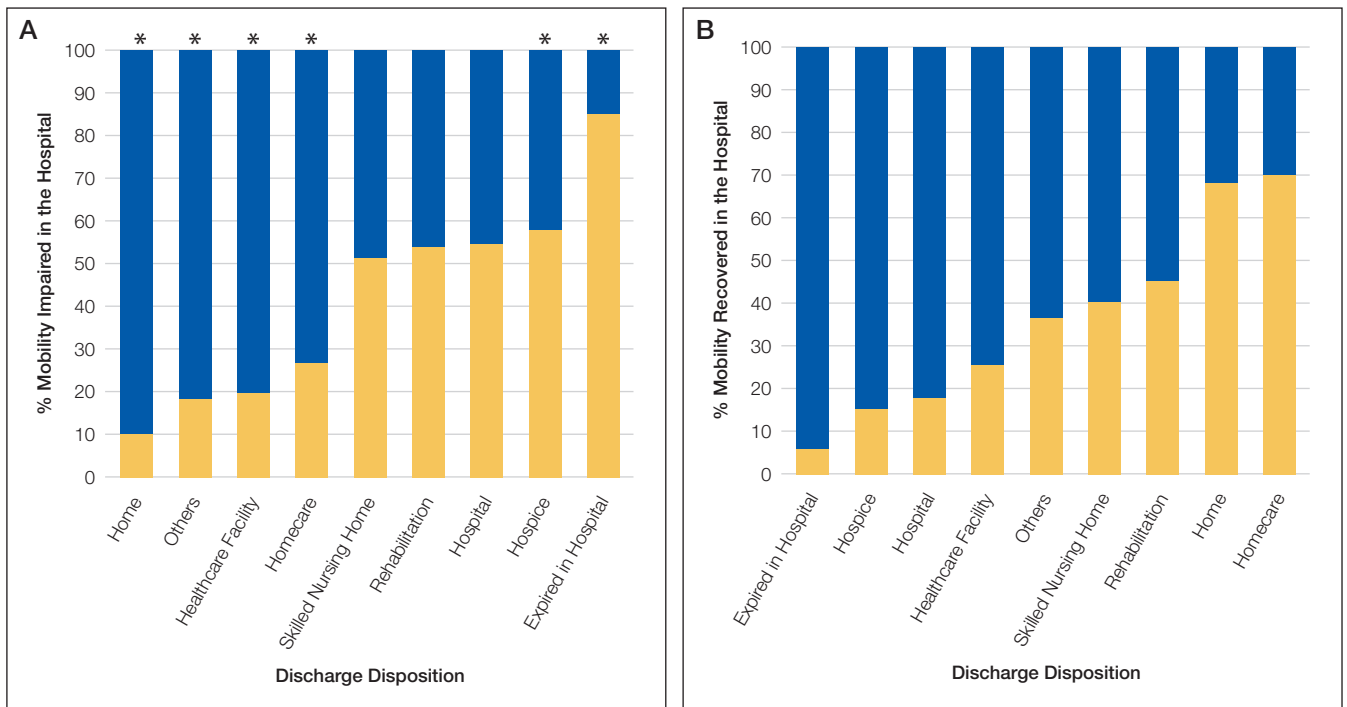 A
* * * * * *
% Mobility Impaired in the Hospital
100
90
80
70
60
50
40
30
20
10
0
Home
Others
Healthcare Facility
Homecare
Skilled Nursing Home
Rehabilitation
Hospital
Hospice
Expired in Hospital
Discharge Disposition
B
% Mobility Recovered in the Hospital
100
90
80
70
60
50
40
30
20
10
0
Expired in Hospital
Hospice
Hospital
Healthcare Facility
Others
Skilled Nursing Home
Rehabilitation
Home
Homecare
Discharge Disposition